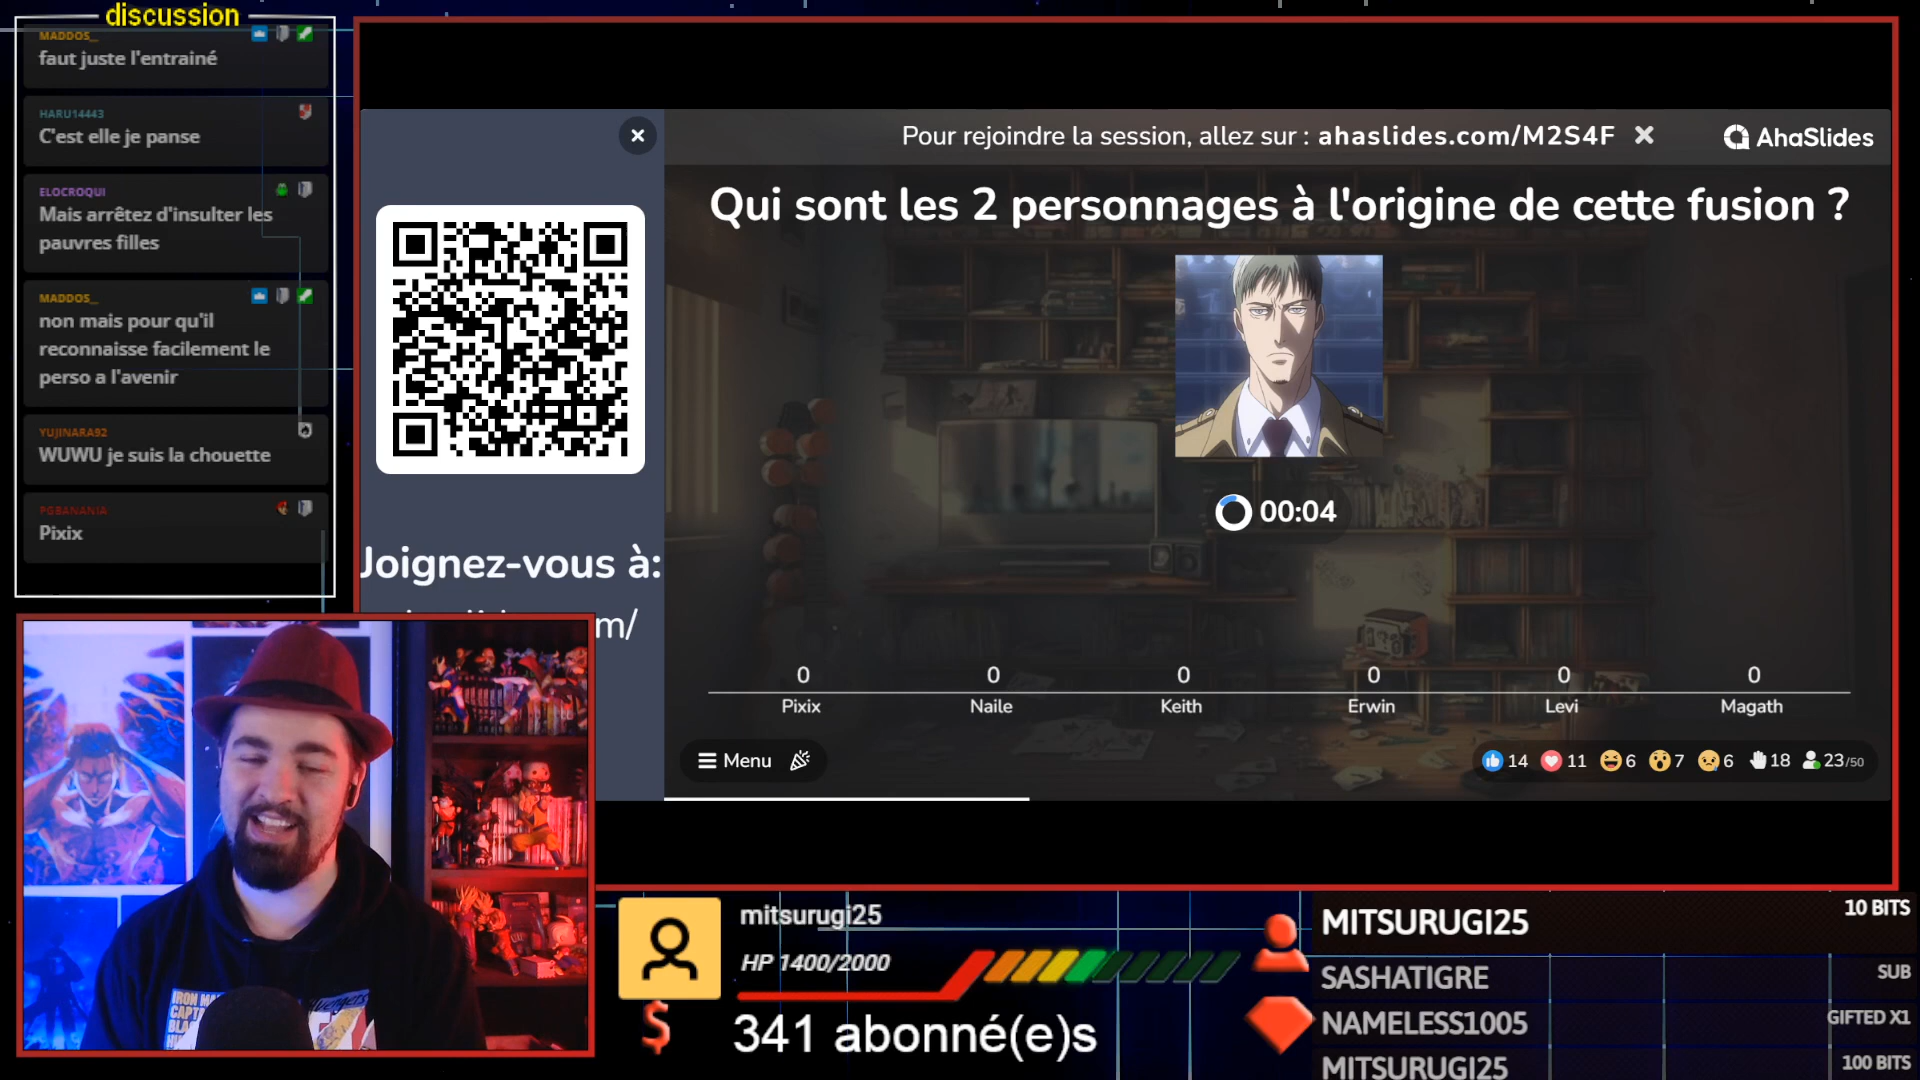 discussion
MADDOS_
faut juste l'entrainé
HARU14443
C'est elle je panse
ELOCROQUI
Mais arrêtez d'insulter les
pauvres filles
MADDOS_
non mais pour qu'il
reconnaisse facilement le
perso a l'avenir
YUJINARA92
WUWU je suis la chouette
PGBANANIA
Pixix
Joignez-vous à:
m/
Pour rejoindre la session, allez sur : ahaslides.com/M2S4F
AhaSlides
Qui sont les 2 personnages à l'origine de cette fusion ?
00:04
0 0 0 0 0 0
Pixix Naile Keith Erwin Levi Magath
Menu
14 11 6 7 6 18 23/50
IRON MA
CAPT
BLA
mitsurugi25
HP 1400/2000
341 abonné(e)s
MITSURUGI25 10 BITS
SASHATIGRE SUB
NAMELESS1005 GIFTED X1
MITSURUGI25 100 BITS